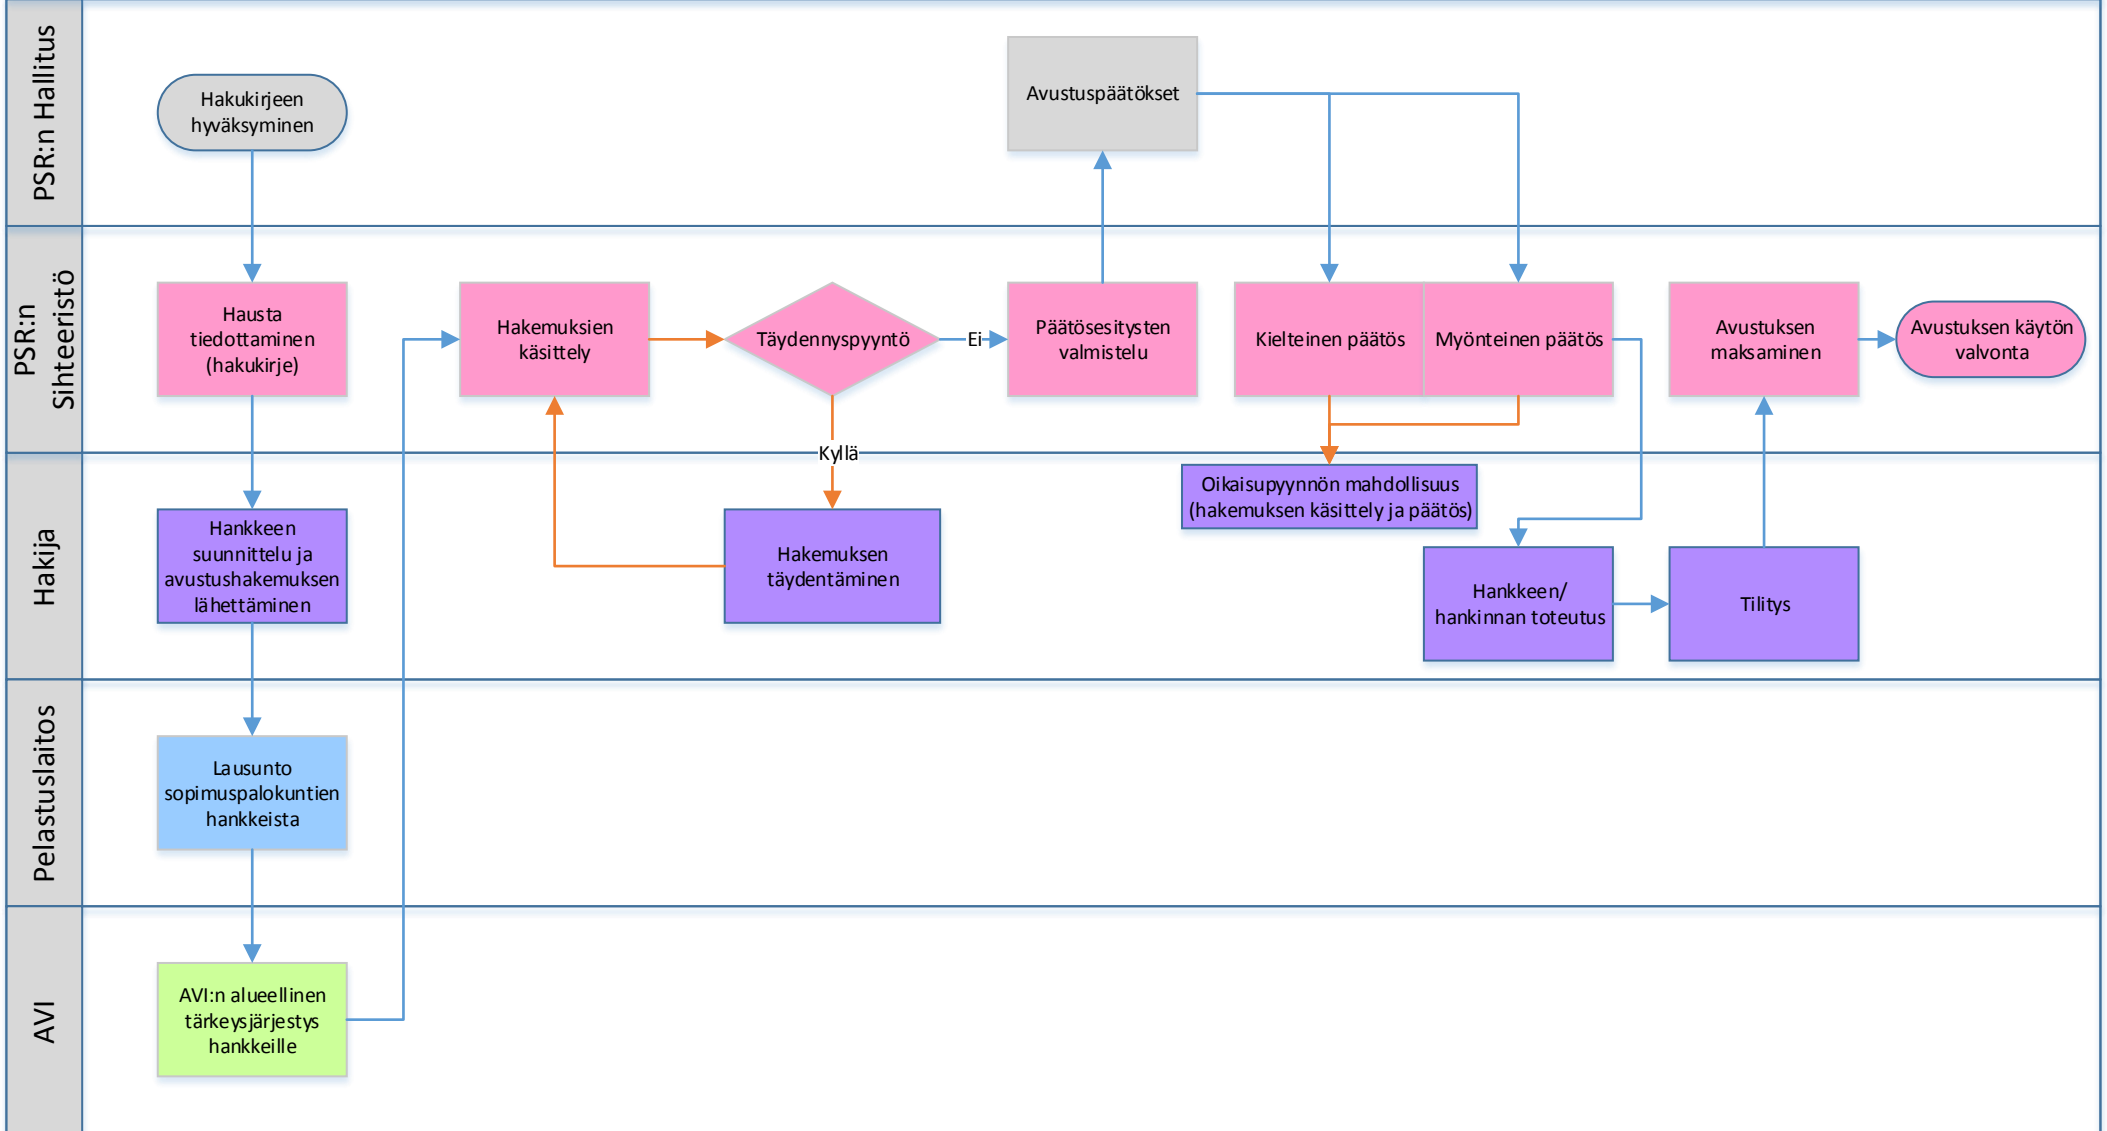 PSR:n Hallitus
Hakukirjeen
hyväksyminen
Avustuspäätökset
PSR:n
Sihteeristö
Hausta
tiedottaminen
(hakukirje)
Hakemuksien
käsittely
Täydennyspyyntö
Ei
Päätösesitysten
valmistelu
Kielteinen päätös
Myönteinen päätös
Avustuksen
maksaminen
Avustuksen käytön
valvonta
Kyllä
Hakija
Hankkeen
suunnittelu ja
avustushakemuksen
lähettäminen
Hakemuksen
täydentäminen
Oikaisupyynnön mahdollisuus
(hakemuksen käsittely ja päätös)
Hankkeen/
hankinnan toteutus
Tilitys
Pelastuslaitos
Lausunto
sopimuspalokuntien
hankkeista
AVI
AVI:n alueellinen
tärkeysjärjestys
hankkeille